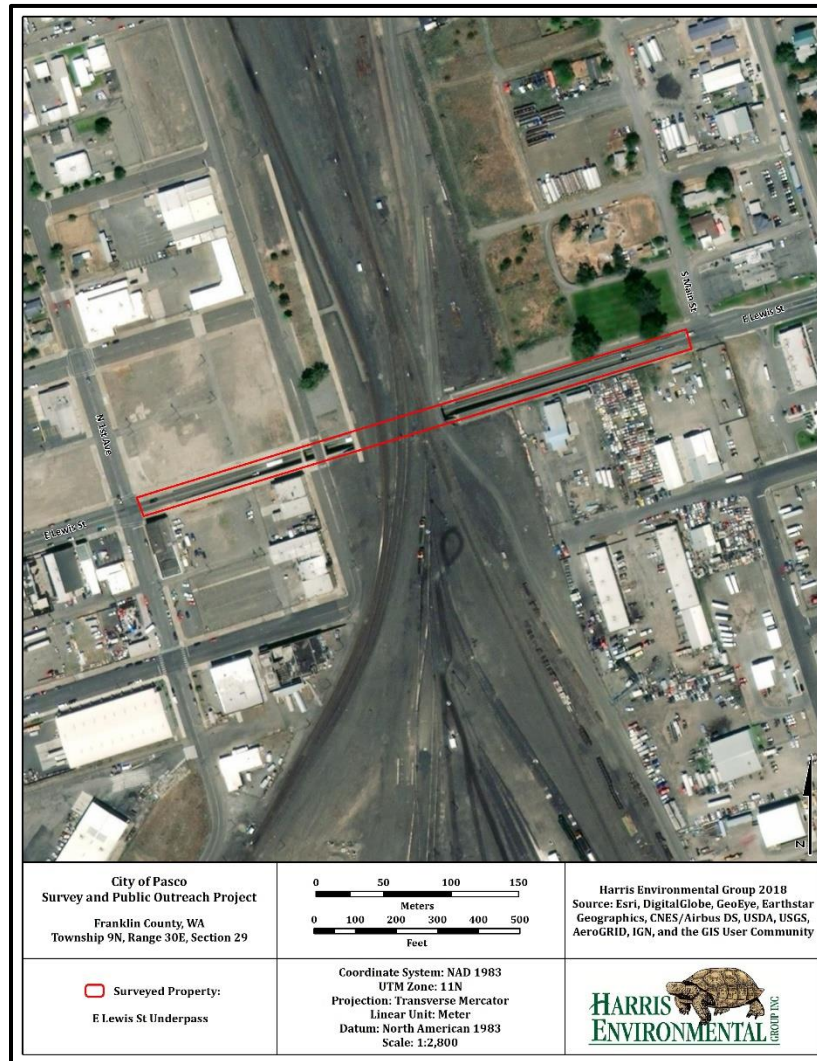 S Main St
E Lewis St
N 1st Ave
E Lewis St
N
City of Pasco
Survey and Public Outreach Project
Franklin County, WA
Township 9N, Range 30E, Section 29
0 50 100 150
Meters
0 100 200 300 400 500
Feet
Harris Environmental Group 2018
Source: Esri, DigitalGlobe, GeoEye, Earthstar
Geographics, CNES/Airbus DS, USDA, USGS,
AeroGRID, IGN, and the GIS User Community
Surveyed Property:
E Lewis St Underpass
Coordinate System: NAD 1983
UTM Zone: 11N
Projection: Transverse Mercator
Linear Unit: Meter
Datum: North American 1983
Scale: 1:2,800
HARRIS
ENVIRONMENTAL
GROUP INC